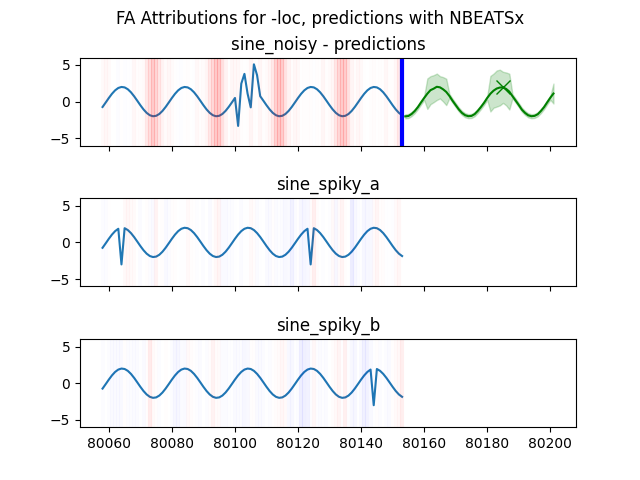 FA Attributions for -loc, predictions with NBEATSx
sine_noisy - predictions
5
0
−5
sine_spiky_a
5
0
−5
sine_spiky_b
5
0
−5
80060 80080 80100 80120 80140 80160 80180 80200